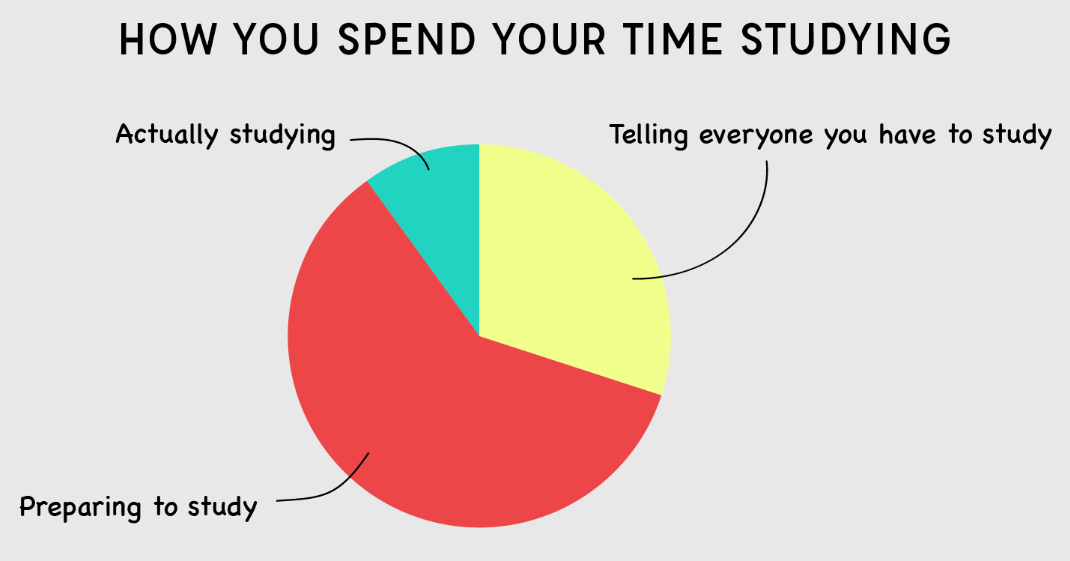 HOW YOU SPEND YOUR TIME STUDYING
Actually studying
Telling everyone you have to study
Preparing to study